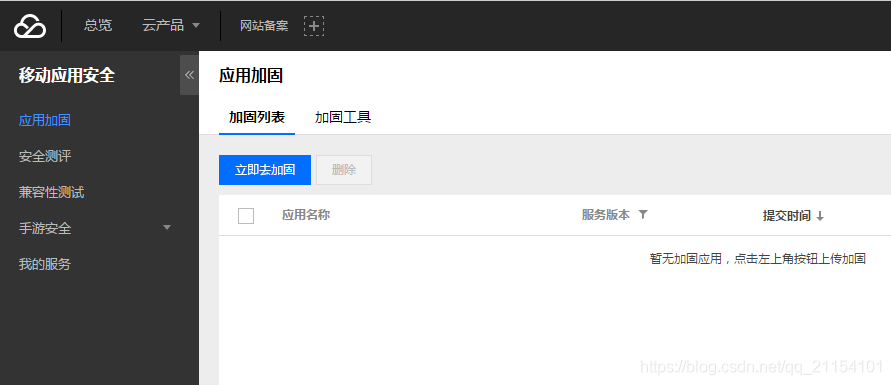 总览 云产品 网站备案
移动应用安全
应用加固
安全测评
兼容性测试
手游安全
我的服务
应用加固
加固列表 加固工具
立即去加固 删除
应用名称 服务版本 提交时间
暂无加固应用，点击左上角按钮上传加固
https://blog.csdn.net/qq_21154101